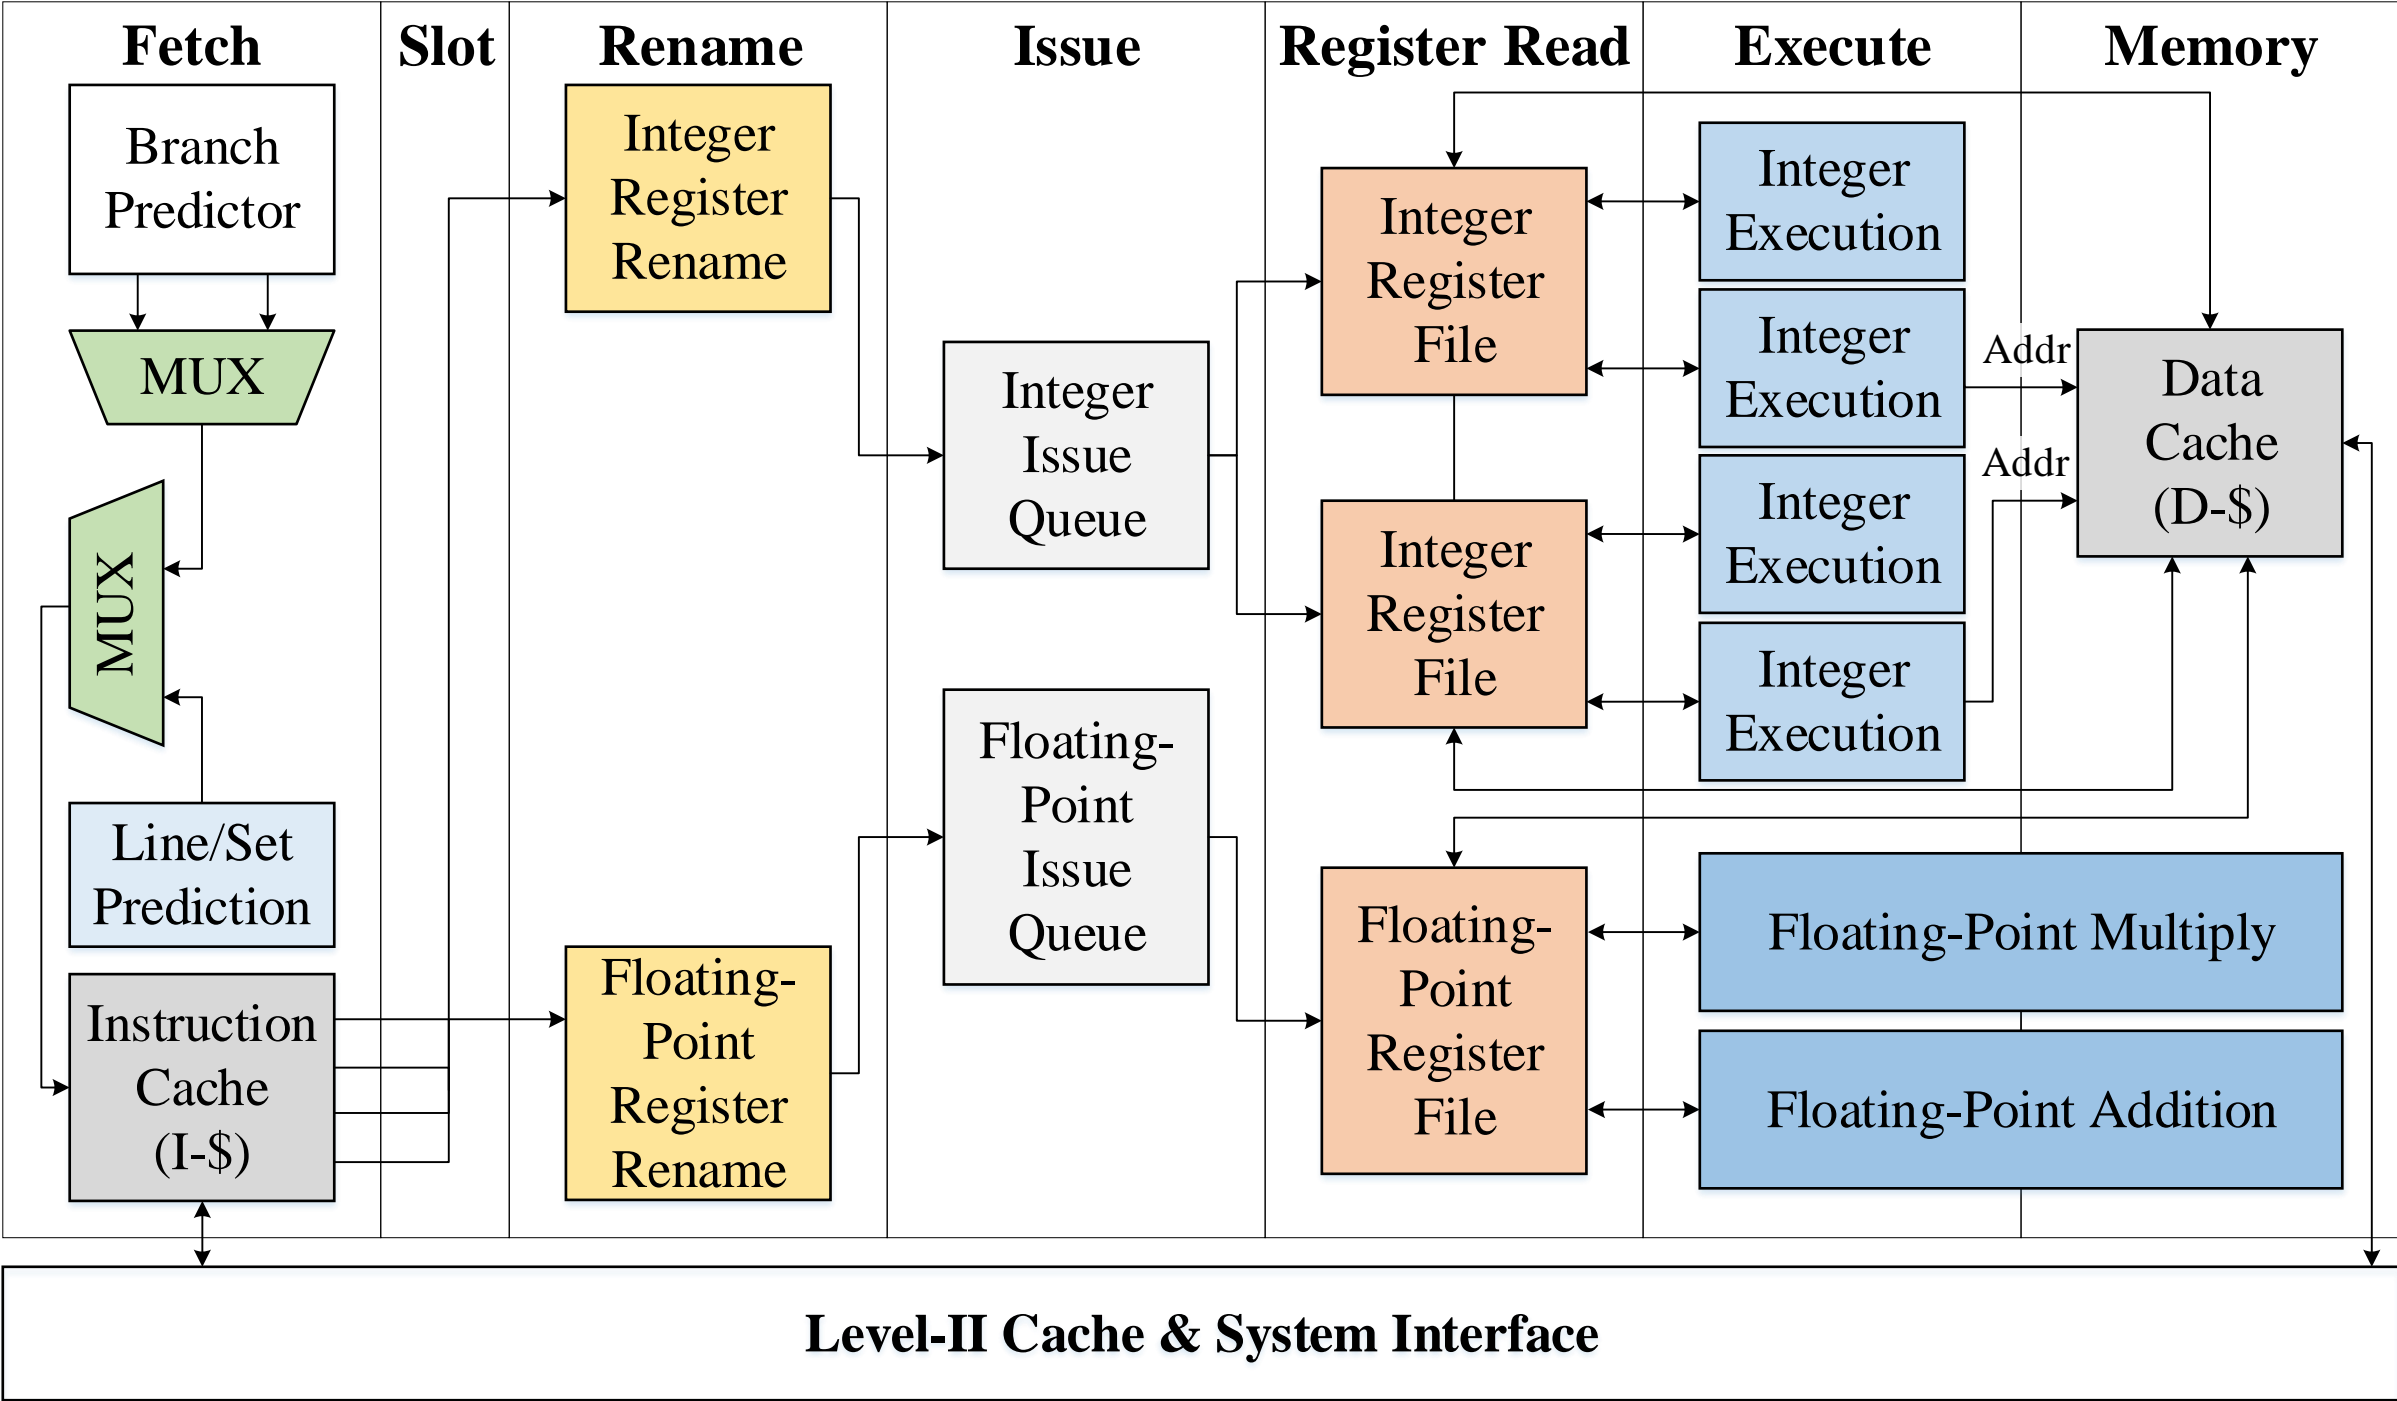 Fetch
Slot
Rename
Issue
Register Read
Execute
Memory
Branch
Predictor
MUX
MUX
Line/Set
Prediction
Instruction
Cache
(I-$)
Integer
Register
Rename
Floating-
Point
Register
Rename
Integer
Issue
Queue
Floating-
Point
Issue
Queue
Integer
Register
File
Integer
Register
File
Floating-
Point
Register
File
Integer
Execution
Integer
Execution
Integer
Execution
Integer
Execution
Addr
Addr
Data
Cache
(D-$)
Floating-Point Multiply
Floating-Point Addition
Level-II Cache & System Interface